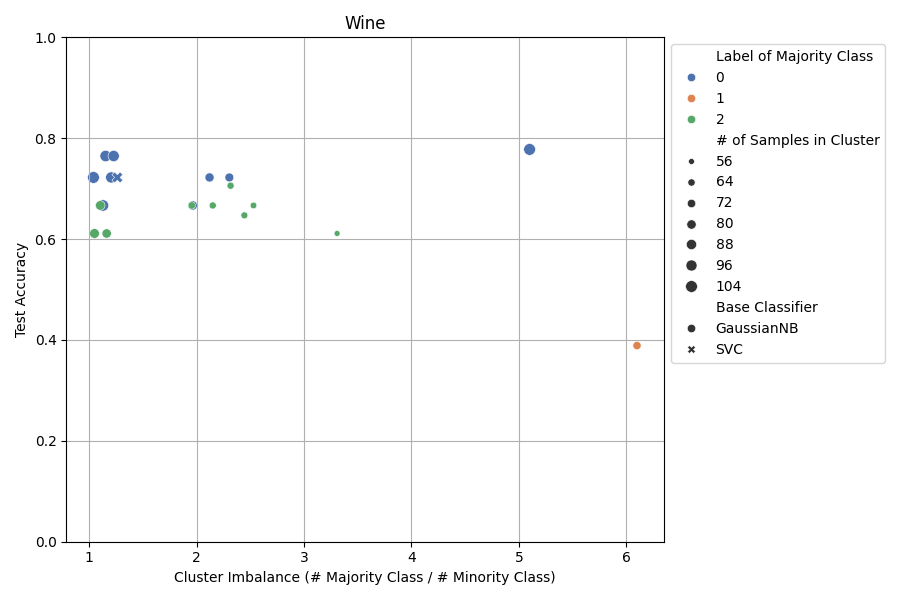 Wine
Test Accuracy
1.0
0.8
0.6
0.4
0.2
0.0
1 2 3 4 5 6
Cluster Imbalance (# Majority Class / # Minority Class)
Label of Majority Class
0
1
2
# of Samples in Cluster
56
64
72
80
88
96
104
Base Classifier
GaussianNB
SVC